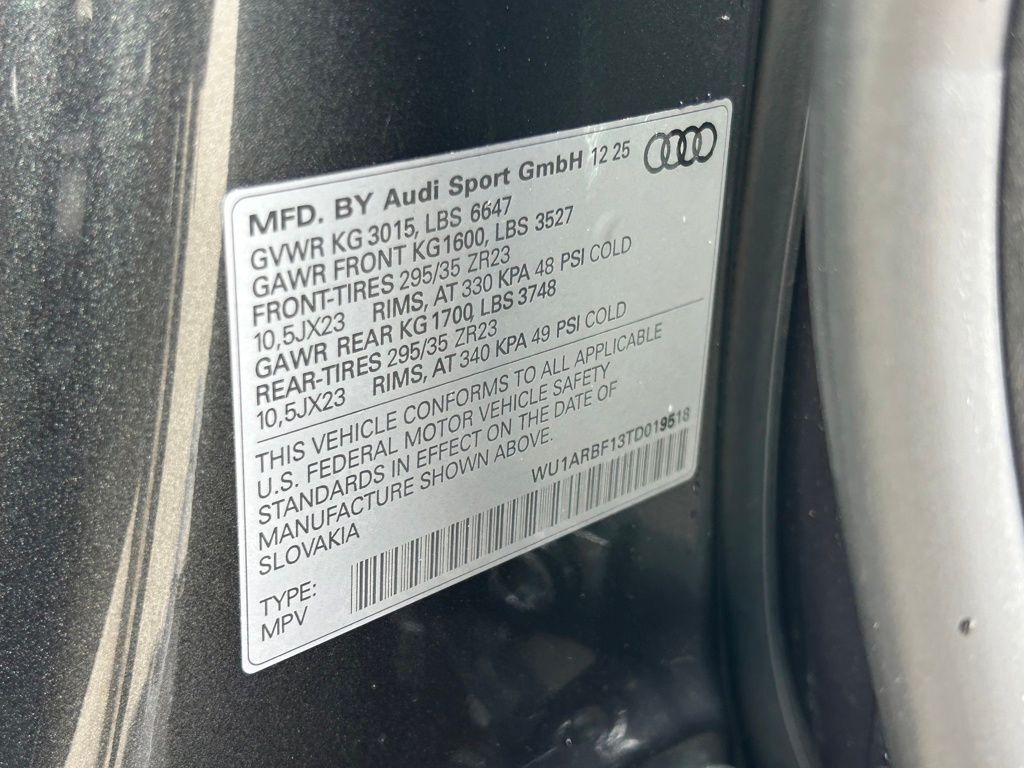 MFD. BY Audi Sport GmbH 12 25
GVWR KG 3015, LBS 6647
GAWR FRONT KG1600, LBS 3527
FRONT-TIRES 295/35 ZR23
10,5JX23 RIMS, AT 330 KPA 48 PSI COLD
GAWR REAR KG 1700, LBS 3748
REAR-TIRES 295/35 ZR23
10,5JX23 RIMS, AT 340 KPA 49 PSI COLD
THIS VEHICLE CONFORMS TO ALL APPLICABLE
U.S. FEDERAL MOTOR VEHICLE SAFETY
STANDARDS IN EFFECT ON THE DATE OF
MANUFACTURE SHOWN ABOVE.
SLOVAKIA
WU1ARBF13TD019518
TYPE:
MPV